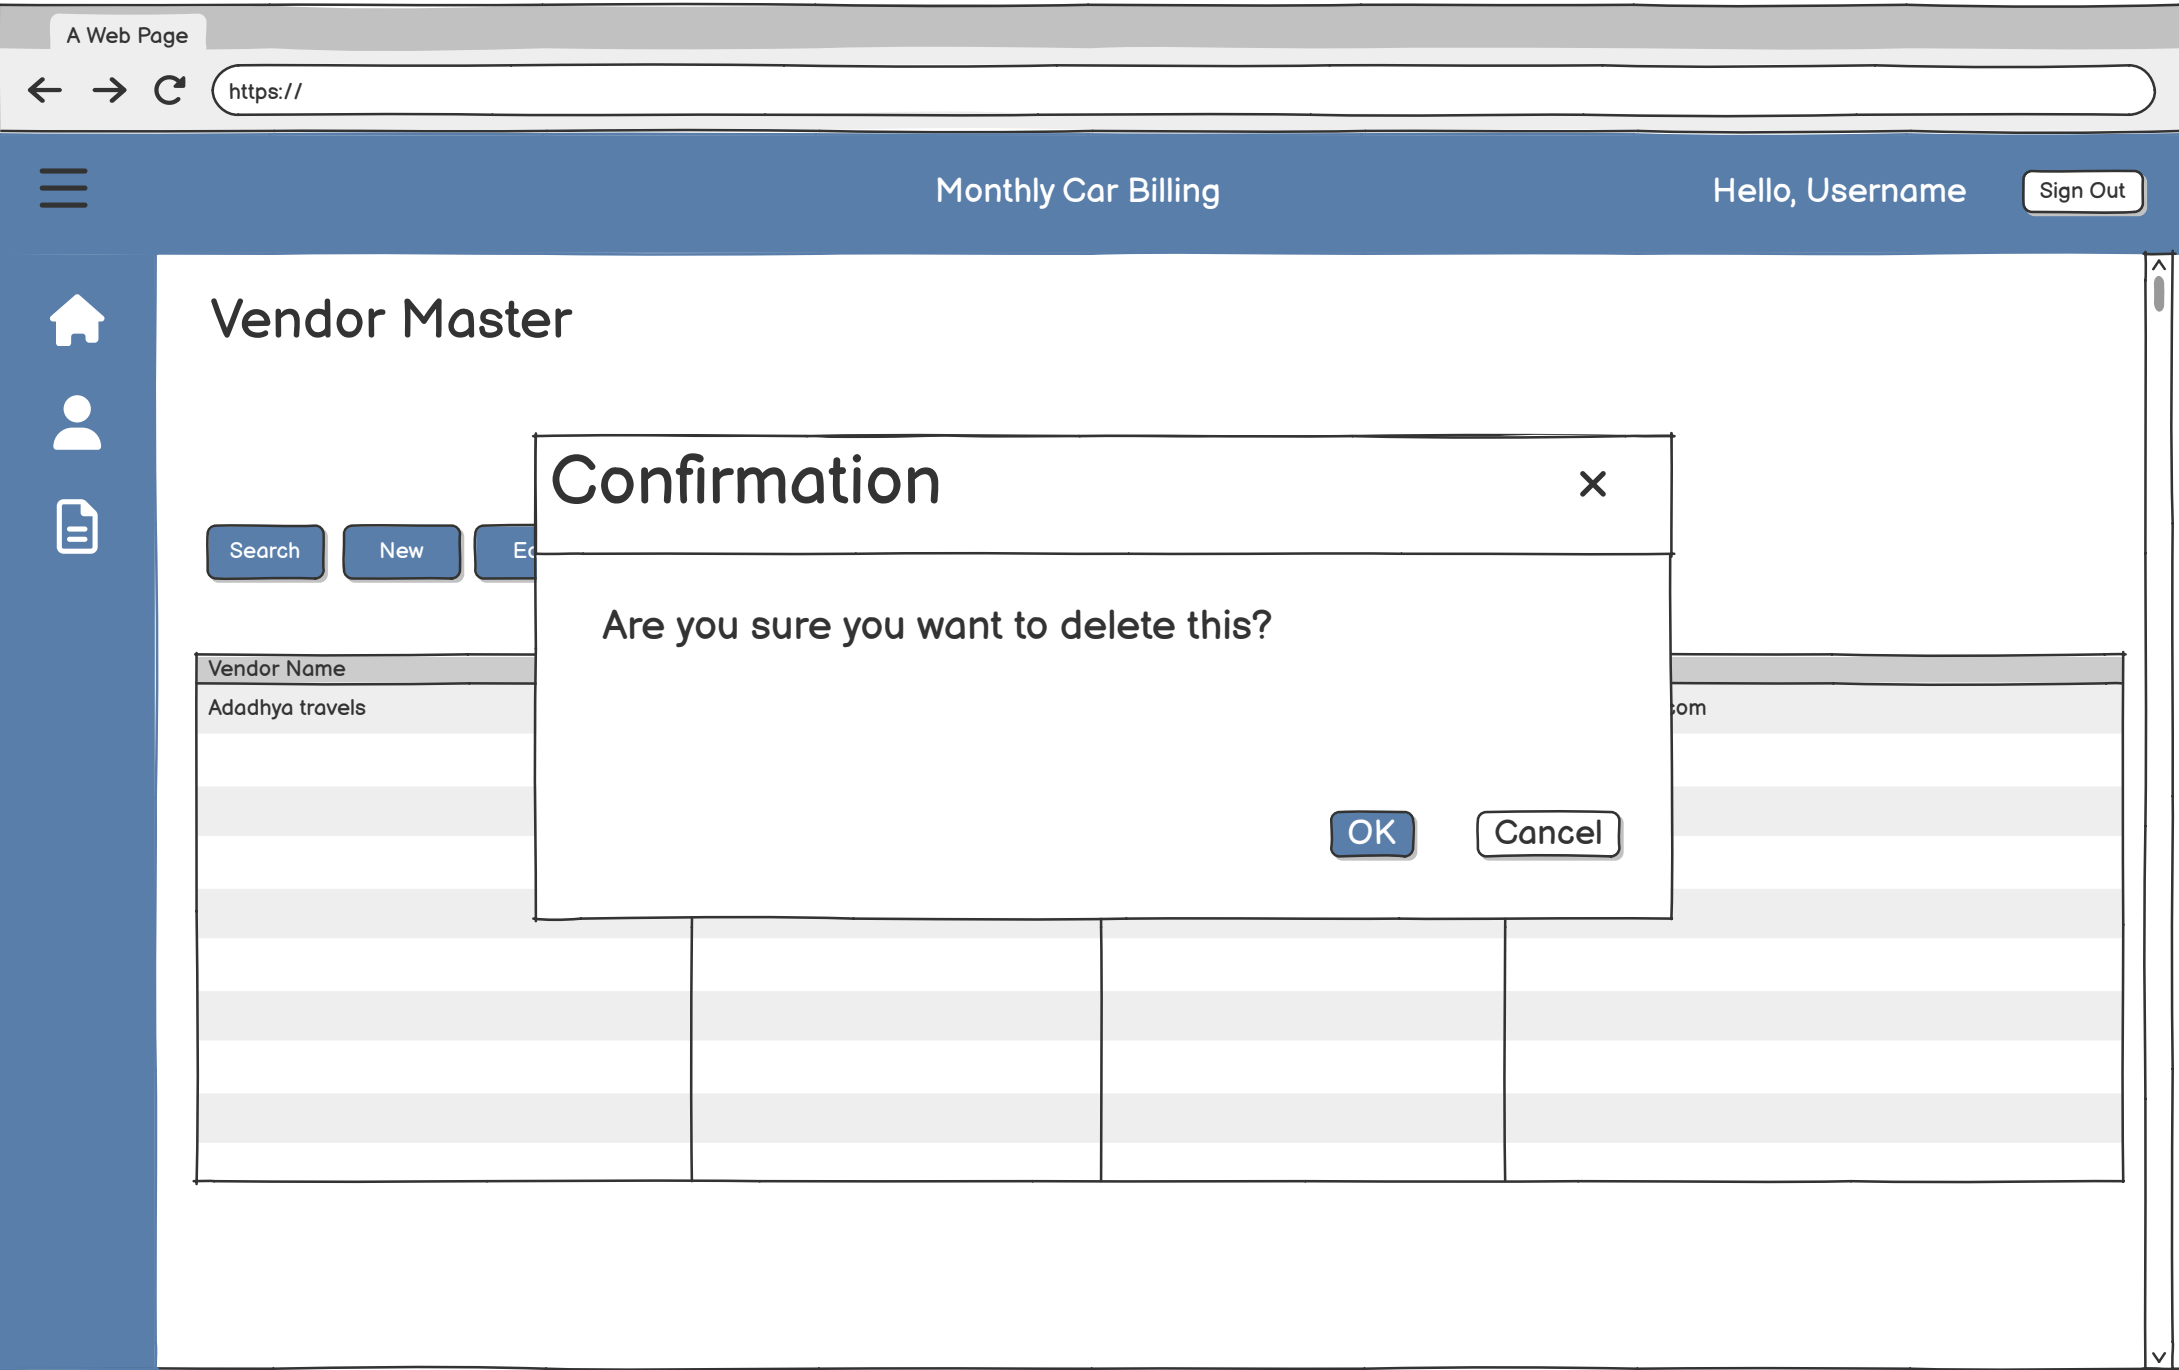 A Web Page
https://
Monthly Car Billing
Hello, Username
Sign Out
Vendor Master
Confirmation
Search
New
Are you sure you want to delete this?
Vendor Name
Adadhya travels
com
OK
Cancel